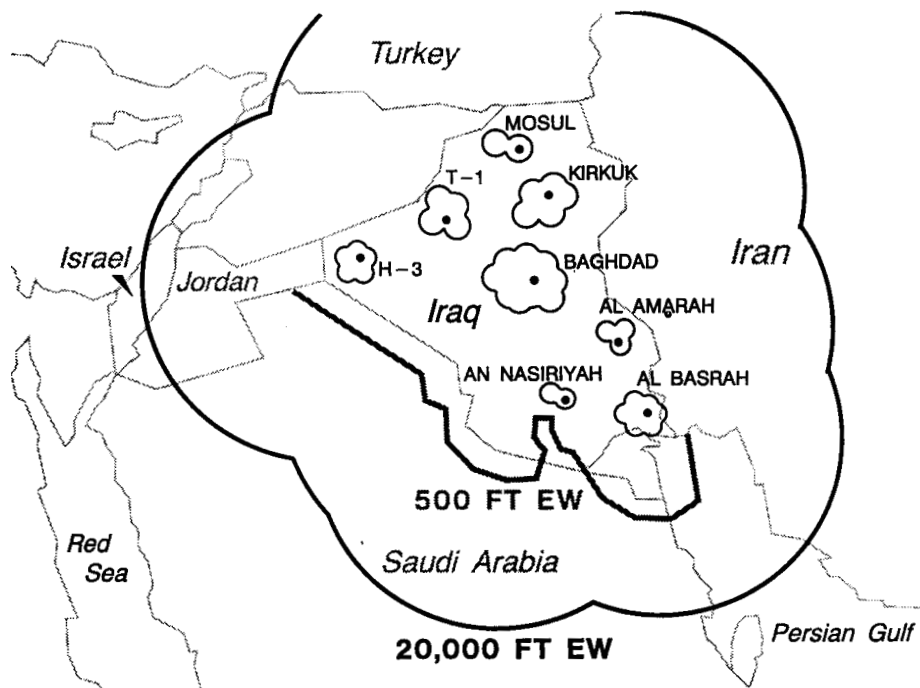 Turkey
MOSUL
T-1
KIRKUK
Israel
Jordan
H-3
BAGHDAD
Iran
Iraq
AL AMARAH
AN NASIRIYAH
AL BASRAH
500 FT EW
Red
Sea
Saudi Arabia
20,000 FT EW
Persian Gulf